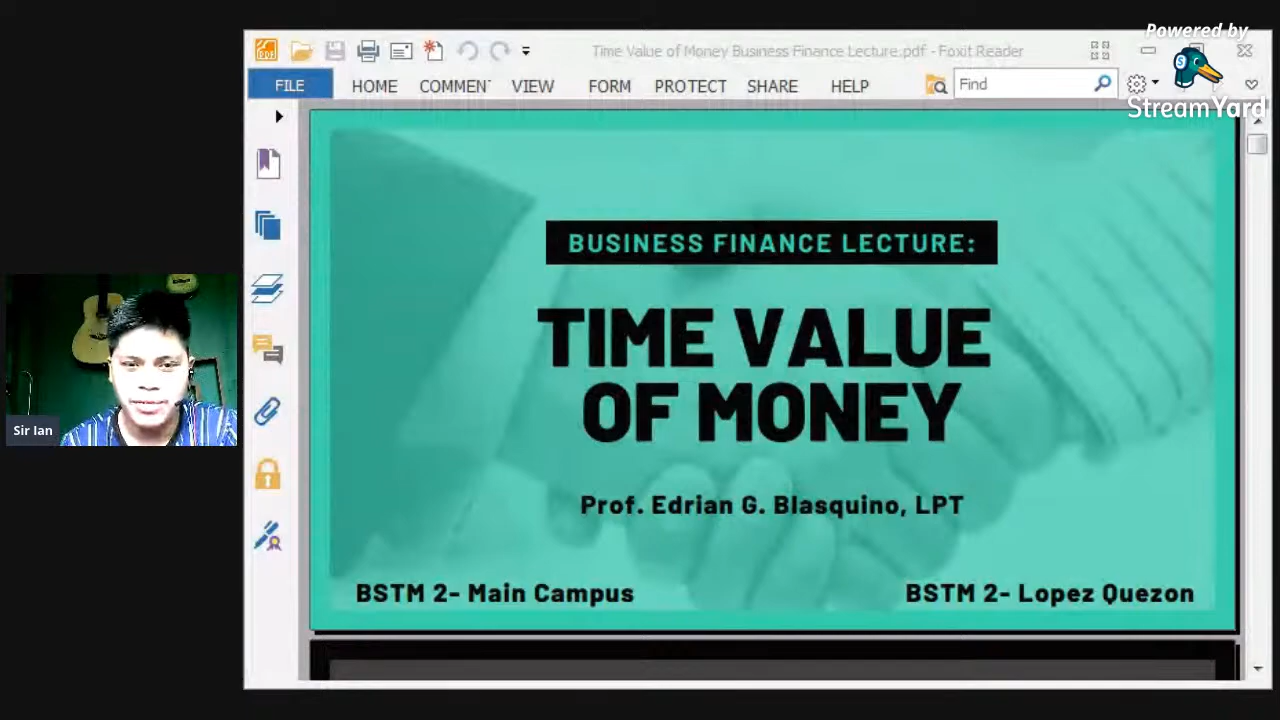 Powered by
StreamYard
Time Value of Money Business Finance Lecture.pdf - Foxit Reader
FILE HOME COMMEN VIEW FORM PROTECT SHARE HELP Find
BUSINESS FINANCE LECTURE:
TIME VALUE
OF MONEY
Sir Ian
Prof. Edrian G. Blasquino, LPT
BSTM 2- Main Campus
BSTM 2- Lopez Quezon